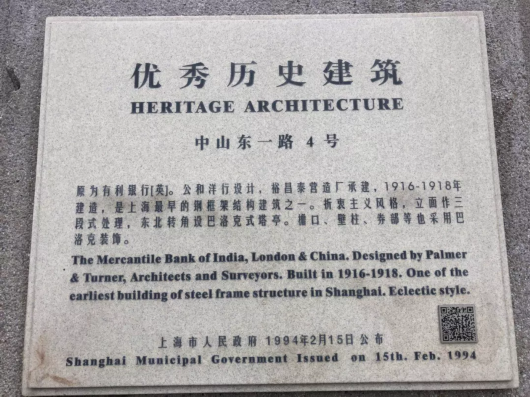 优秀历史建筑
HERITAGE ARCHITECTURE
中山东一路 4 号
原为有利银行[英]。公和洋行设计，裕昌泰营造厂承建，1916-1918年
建造，是上海最早的钢框架结构建筑之一。折衷主义风格，立面作三
段式处理，东北转角设巴洛克式塔亭。檐口、壁柱、券部等也采用巴
洛克装饰。
The Mercantile Bank of India, London & China. Designed by Palmer
& Turner, Architects and Surveyors. Built in 1916-1918. One of the
earliest building of steel frame structure in Shanghai. Eclectic style.
上海市人民政府 1994年2月15日公布
Shanghai Municipal Government Issued on 15th. Feb. 1994